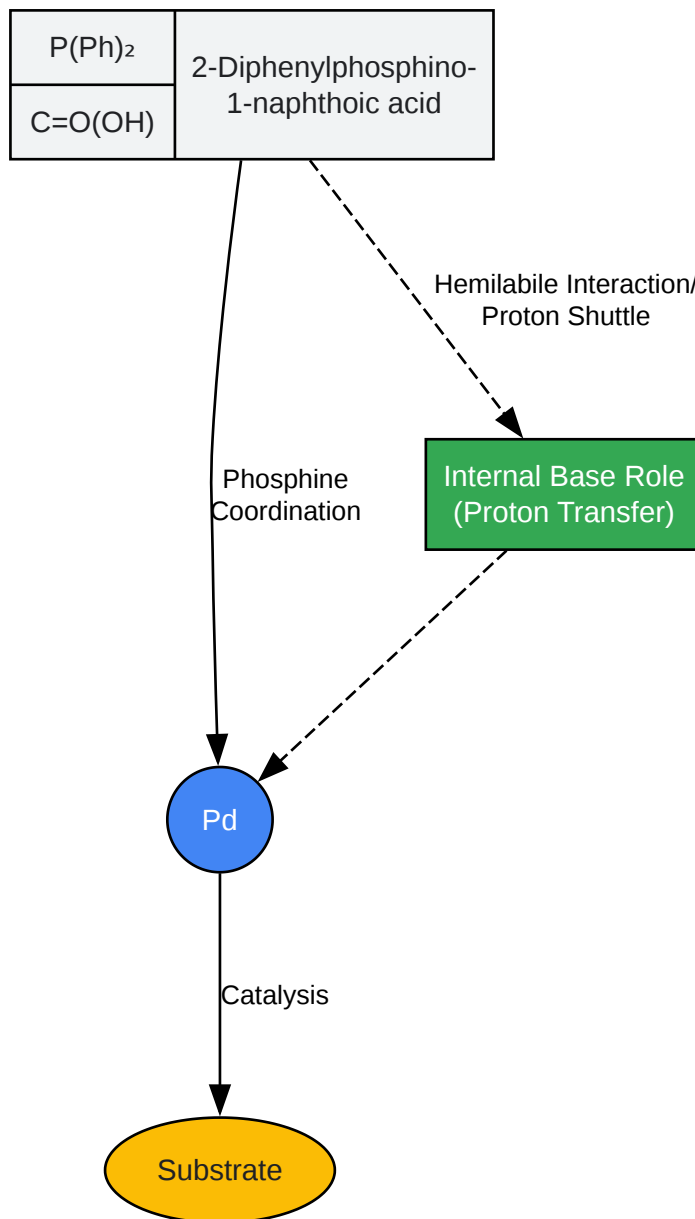 P(Ph)₂
C=O(OH)
2-Diphenylphosphino-
1-naphthoic acid
Hemilabile Interaction/
Proton Shuttle
Phosphine
Coordination
Internal Base Role
(Proton Transfer)
Pd
Catalysis
Substrate